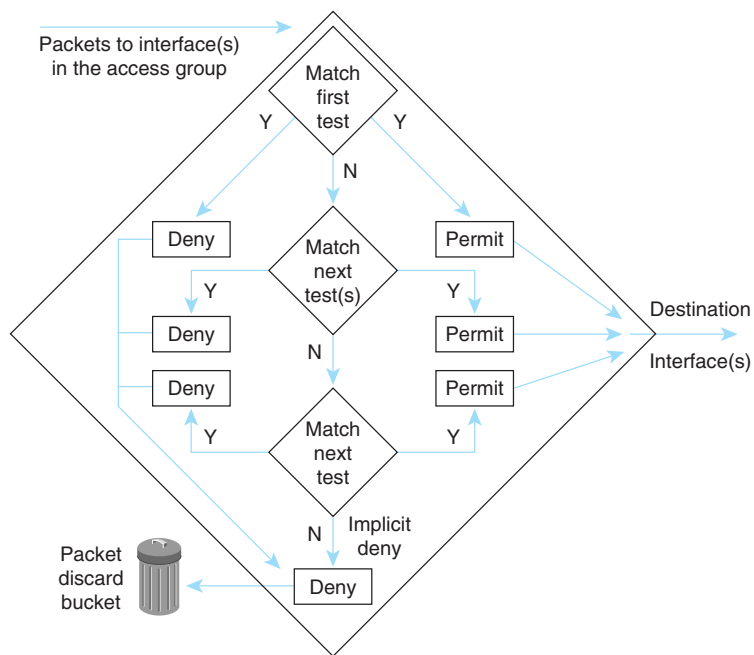 Packets to interface(s)
in the access group
Match
first
test
Y
Y
N
Deny
Match
next
test(s)
Permit
Y
Y
Destination
Deny
N
Permit
Interface(s)
Deny
Permit
Y
Match
next
test
Y
N
Implicit
deny
Packet
discard
bucket
Deny